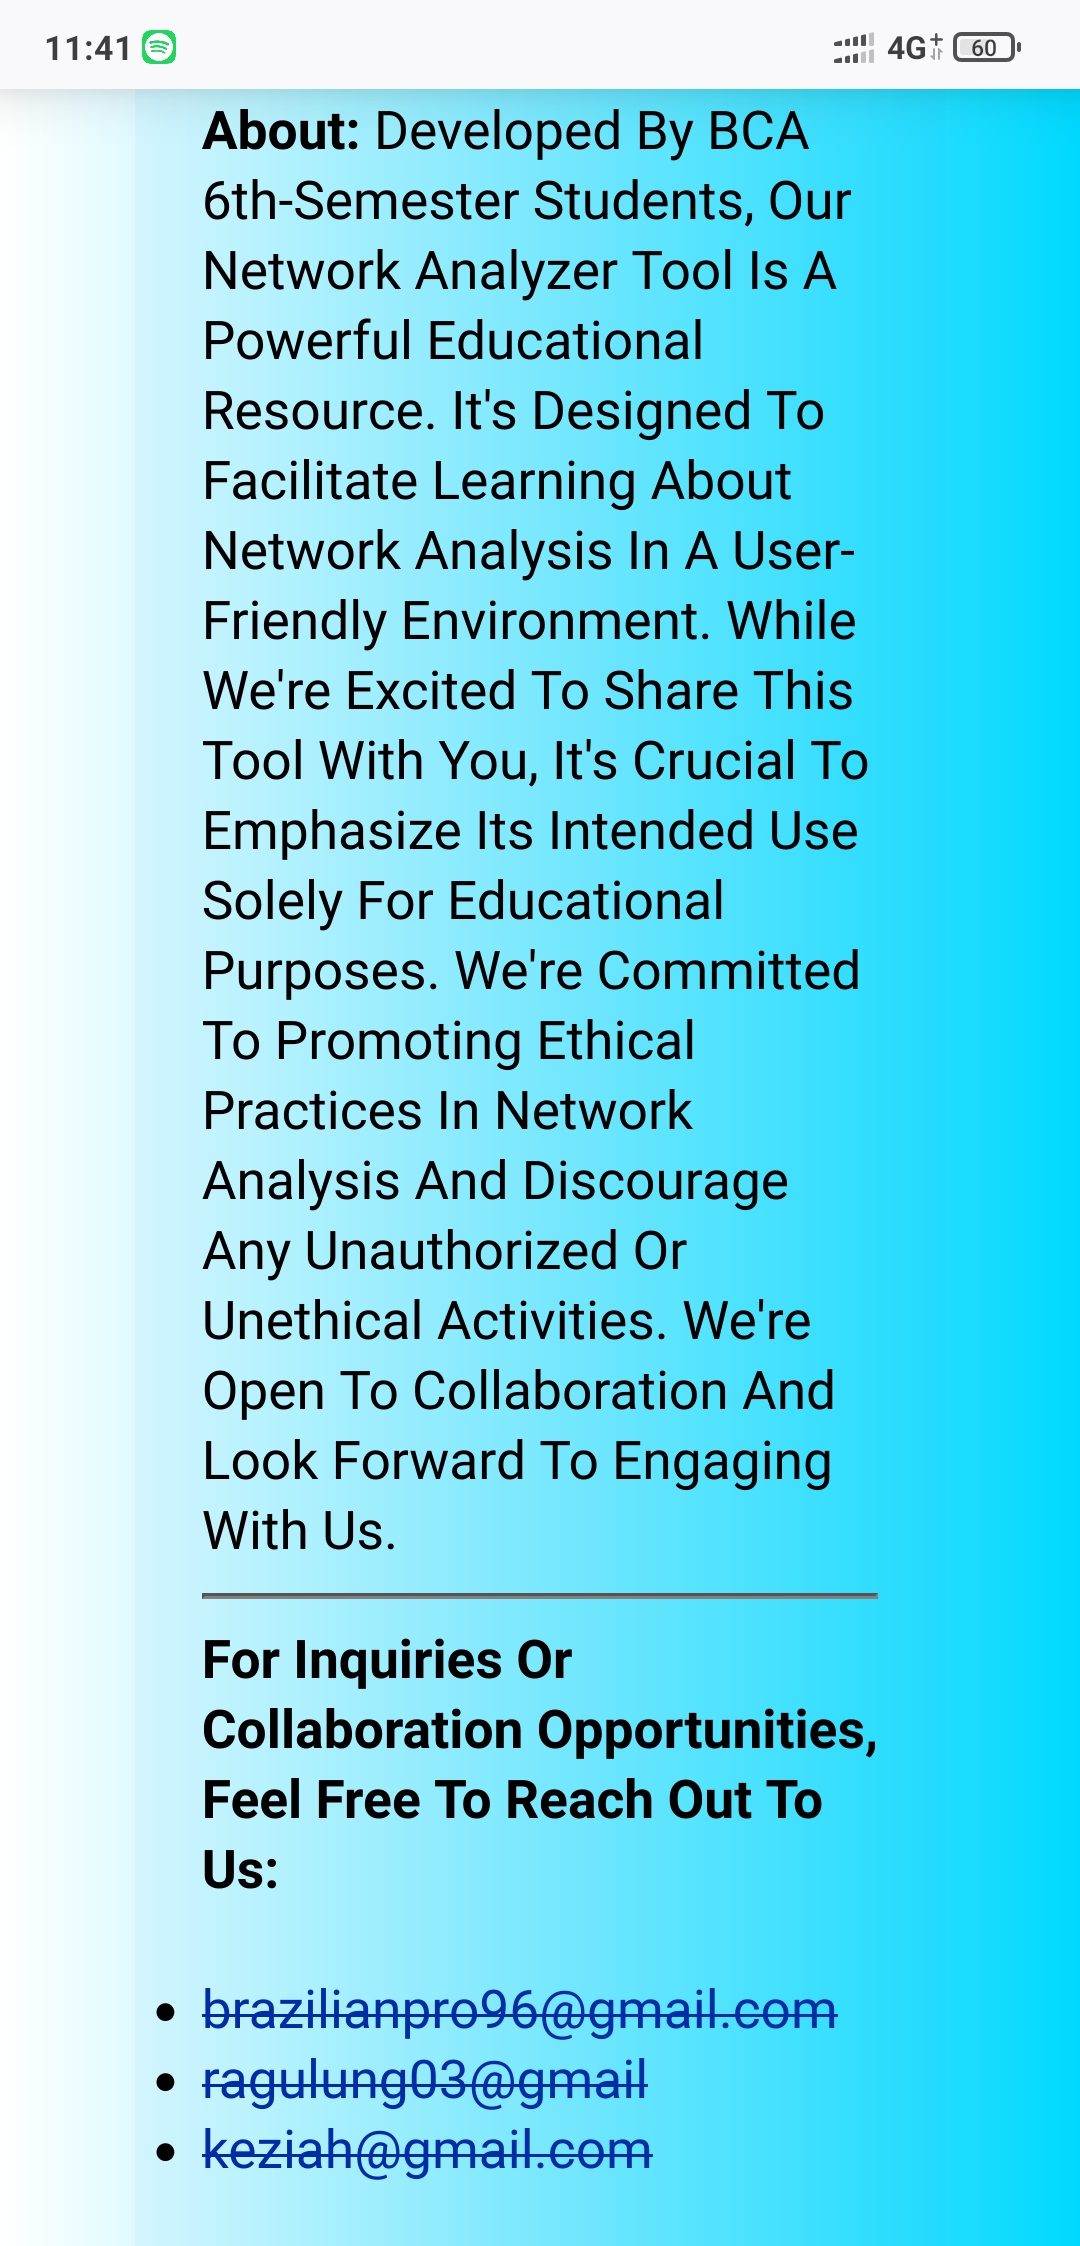 11:41
4G+
60
About: Developed By BCA
6th-Semester Students, Our
Network Analyzer Tool Is A
Powerful Educational
Resource. It's Designed To
Facilitate Learning About
Network Analysis In A User-
Friendly Environment. While
We're Excited To Share This
Tool With You, It's Crucial To
Emphasize Its Intended Use
Solely For Educational
Purposes. We're Committed
To Promoting Ethical
Practices In Network
Analysis And Discourage
Any Unauthorized Or
Unethical Activities. We're
Open To Collaboration And
Look Forward To Engaging
With Us.
For Inquiries Or
Collaboration Opportunities,
Feel Free To Reach Out To
Us:
brazilianpro96@gmail.com
ragulung03@gmail
keziah@gmail.com